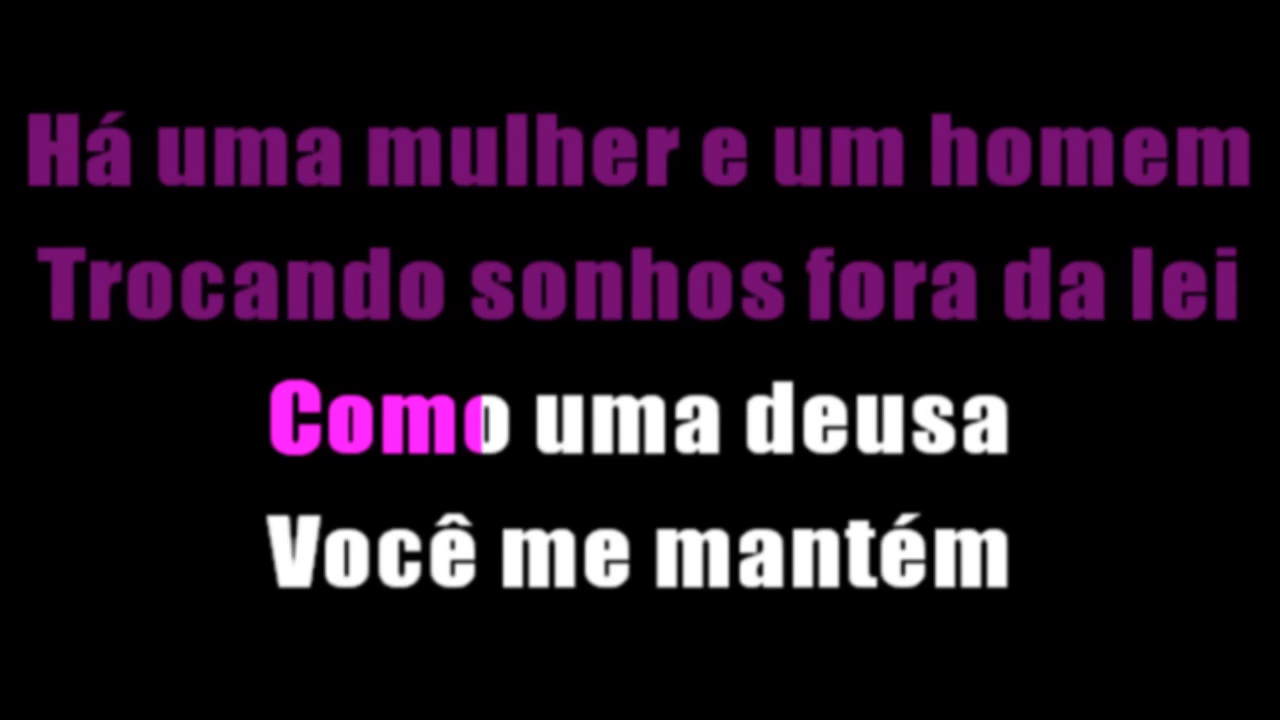 Há uma mulher e um homem
Trocando sonhos fora da lei
Como uma deusa
Você me mantém